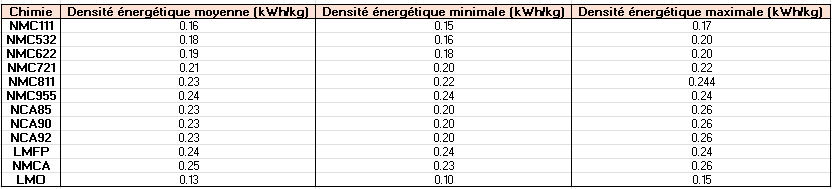 Chimie Densité énergétique moyenne (kWh/kg) Densité énergétique minimale (kWh/kg) Densité énergétique maximale (kWh/kg)
NMC111 0.16 0.15 0.17
NMC532 0.18 0.16 0.20
NMC622 0.19 0.18 0.20
NMC721 0.21 0.20 0.22
NMC811 0.23 0.22 0.244
NMC955 0.24 0.24 0.24
NCA85 0.23 0.20 0.26
NCA90 0.23 0.20 0.26
NCA92 0.23 0.20 0.26
LMFP 0.24 0.24 0.24
NMCA 0.25 0.23 0.26
LMO 0.13 0.10 0.15